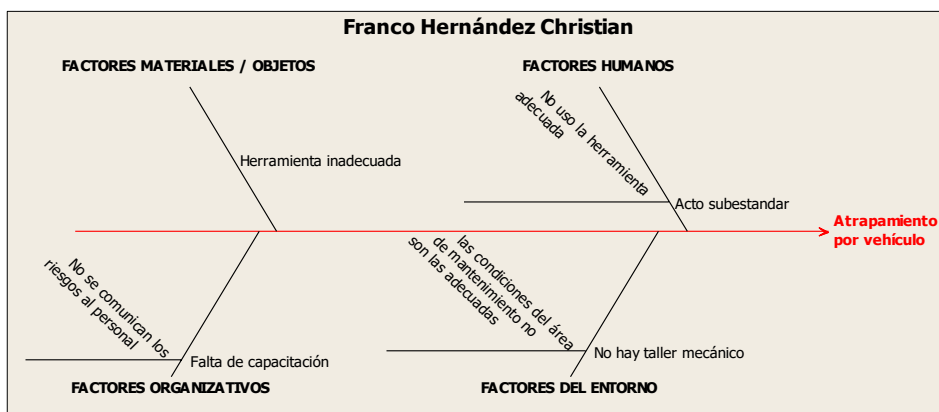 Franco Hernández Christian
FACTORES MATERIALES / OBJETOS
FACTORES HUMANOS
No uso la herramienta
adecuada
Herramienta inadecuada
Acto subestandar
Atrapamiento
por vehículo
No se comunican los
riesgos al personal
las condiciones del área
de mantenimiento no
son las adecuadas
Falta de capacitación
No hay taller mecánico
FACTORES ORGANIZATIVOS
FACTORES DEL ENTORNO